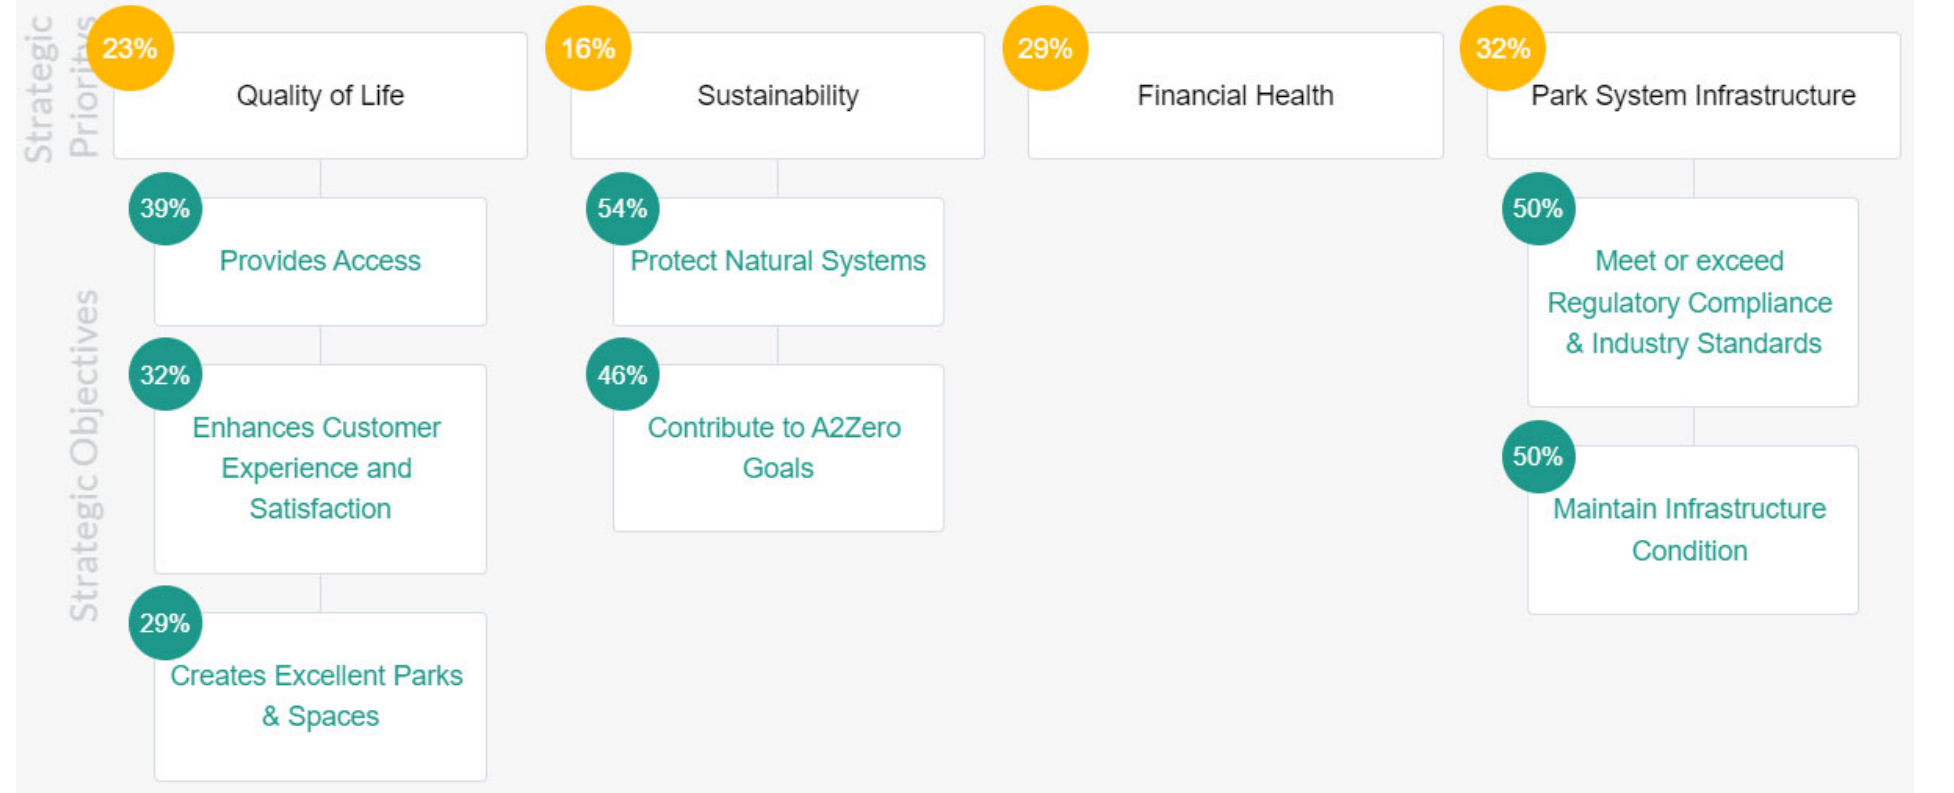 Strategic
Prioritys
23%
Quality of Life
16%
Sustainability
29%
Financial Health
32%
Park System Infrastructure
Strategic Objectives
39%
Provides Access
32%
Enhances Customer
Experience and
Satisfaction
29%
Creates Excellent Parks
& Spaces
54%
Protect Natural Systems
46%
Contribute to A2Zero
Goals
50%
Meet or exceed
Regulatory Compliance
& Industry Standards
50%
Maintain Infrastructure
Condition